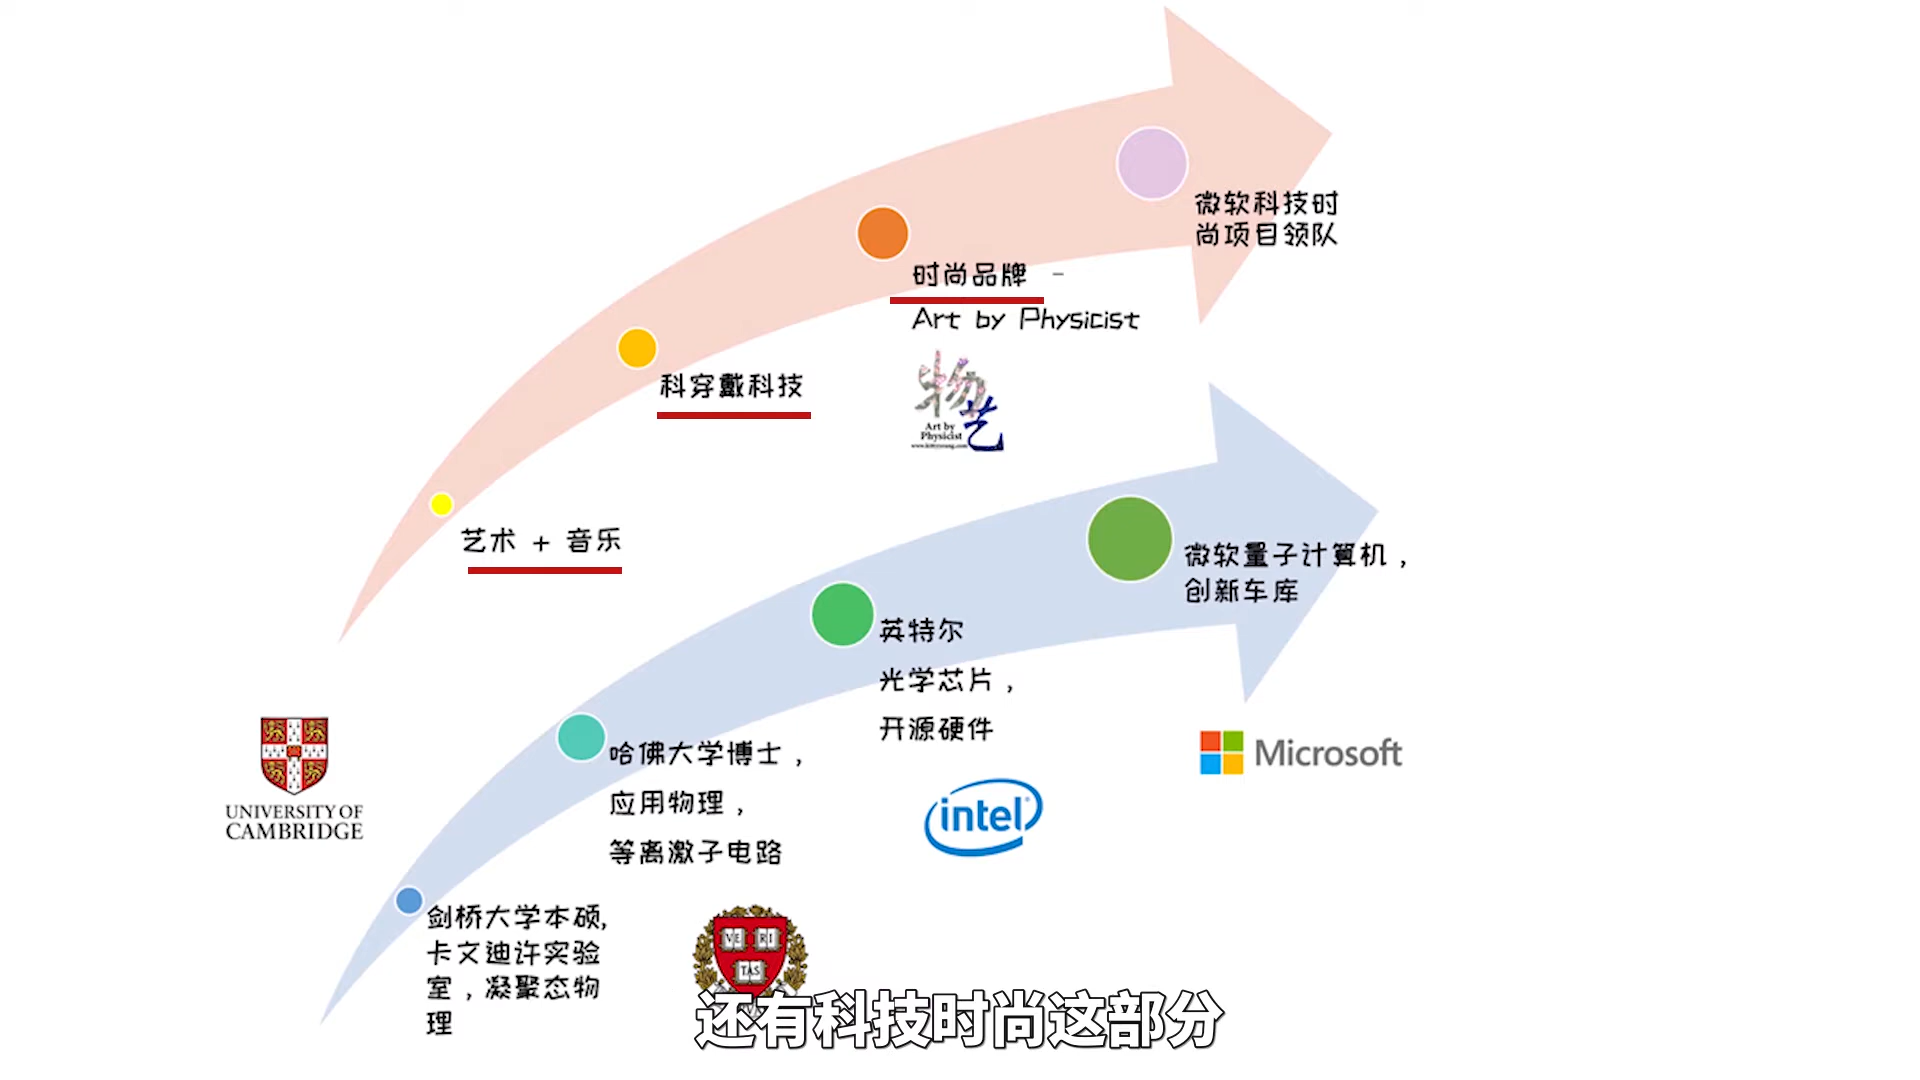 微软科技时
尚项目领队
时尚品牌 -
Art by Physicist
物艺
Art by
Physicist
科穿戴科技
艺术 + 音乐
微软量子计算机，
创新车库
英特尔
光学芯片，
开源硬件
Microsoft
哈佛大学博士，
应用物理，
等离激子电路
intel
UNIVERSITY OF
CAMBRIDGE
剑桥大学本硕,
卡文迪许实验
室，凝聚态物
理
VE RI
TAS
还有科技时尚这部分